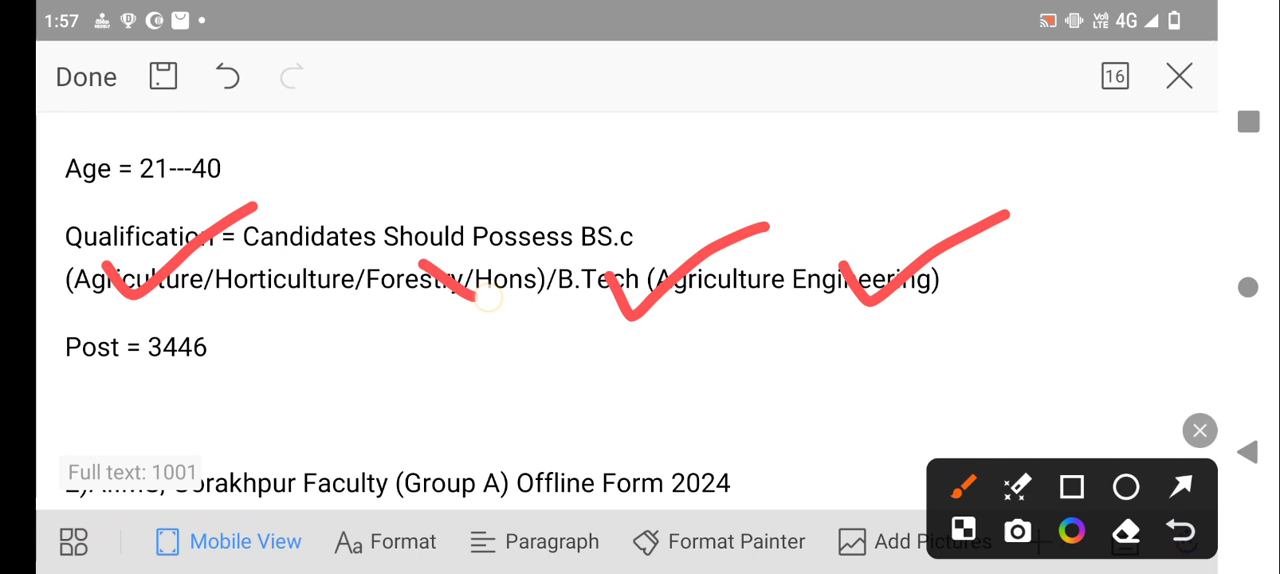 1:57
VoLTE 4G
Done
16
Age = 21---40
Qualification = Candidates Should Possess BS.c
(Agriculture/Horticulture/Forestry/Hons)/B.Tech (Agriculture Engineering)
Post = 3446
Full text: 1001
Gorakhpur Faculty (Group A) Offline Form 2024
Mobile View
Aa Format
Paragraph
Format Painter
Add Pictures